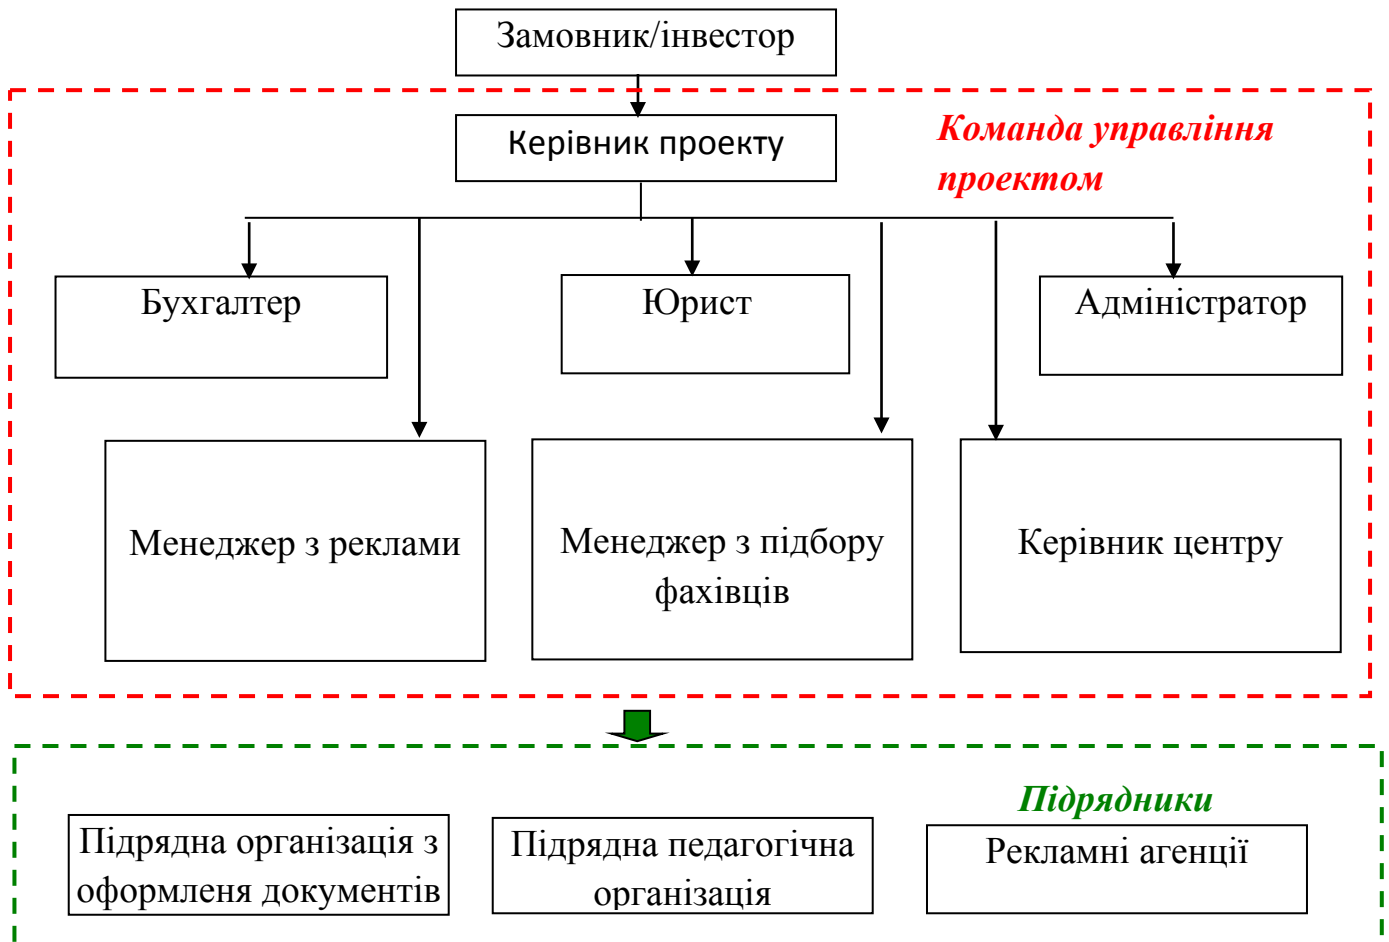 Замовник/інвестор
Керівник проекту
Команда управління
проектом
Бухгалтер
Юрист
Адміністратор
Менеджер з реклами
Менеджер з підбору
фахівців
Керівник центру
Підрядники
Підрядна організація з
оформленя документів
Підрядна педагогічна
організація
Рекламні агенції